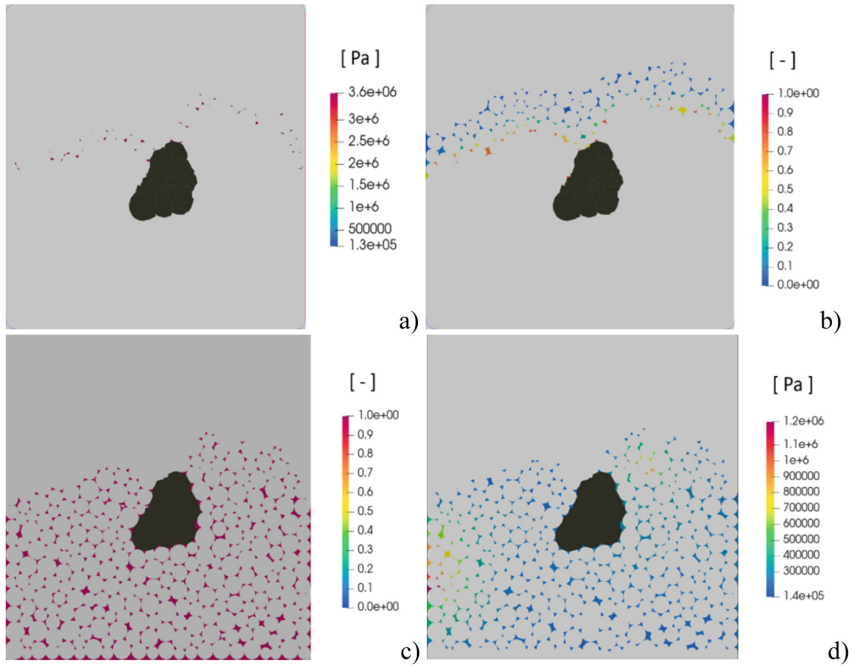 [ Pa ]
3.6e+06
3e+6
2.5e+6
2e+6
1.5e+6
1e+6
500000
1.3e+05
a)
[ - ]
1.0e+00
0.9
0.8
0.7
0.6
0.5
0.4
0.3
0.2
0.1
0.0e+00
b)
[ - ]
1.0e+00
0.9
0.8
0.7
0.6
0.5
0.4
0.3
0.2
0.1
0.0e+00
c)
[ Pa ]
1.2e+06
1.1e+6
1e+6
900000
800000
700000
600000
500000
400000
300000
1.4e+05
d)